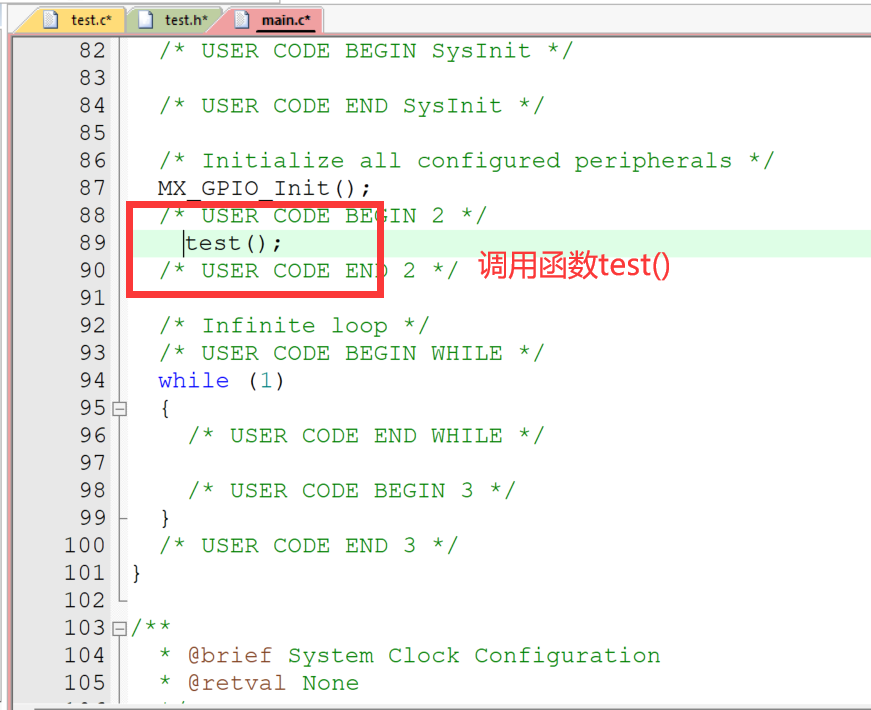 test.c* test.h* main.c*
82 /* USER CODE BEGIN SysInit */
83
84 /* USER CODE END SysInit */
85
86 /* Initialize all configured peripherals */
87 MX_GPIO_Init();
88 /* USER CODE BEGIN 2 */
89 test();
90 /* USER CODE END 2 */ 调用函数test()
91
92 /* Infinite loop */
93 /* USER CODE BEGIN WHILE */
94 while (1)
95 {
96 /* USER CODE END WHILE */
97
98 /* USER CODE BEGIN 3 */
99 }
100 /* USER CODE END 3 */
101 }
102
103 /**
104 * @brief System Clock Configuration
105 * @retval None